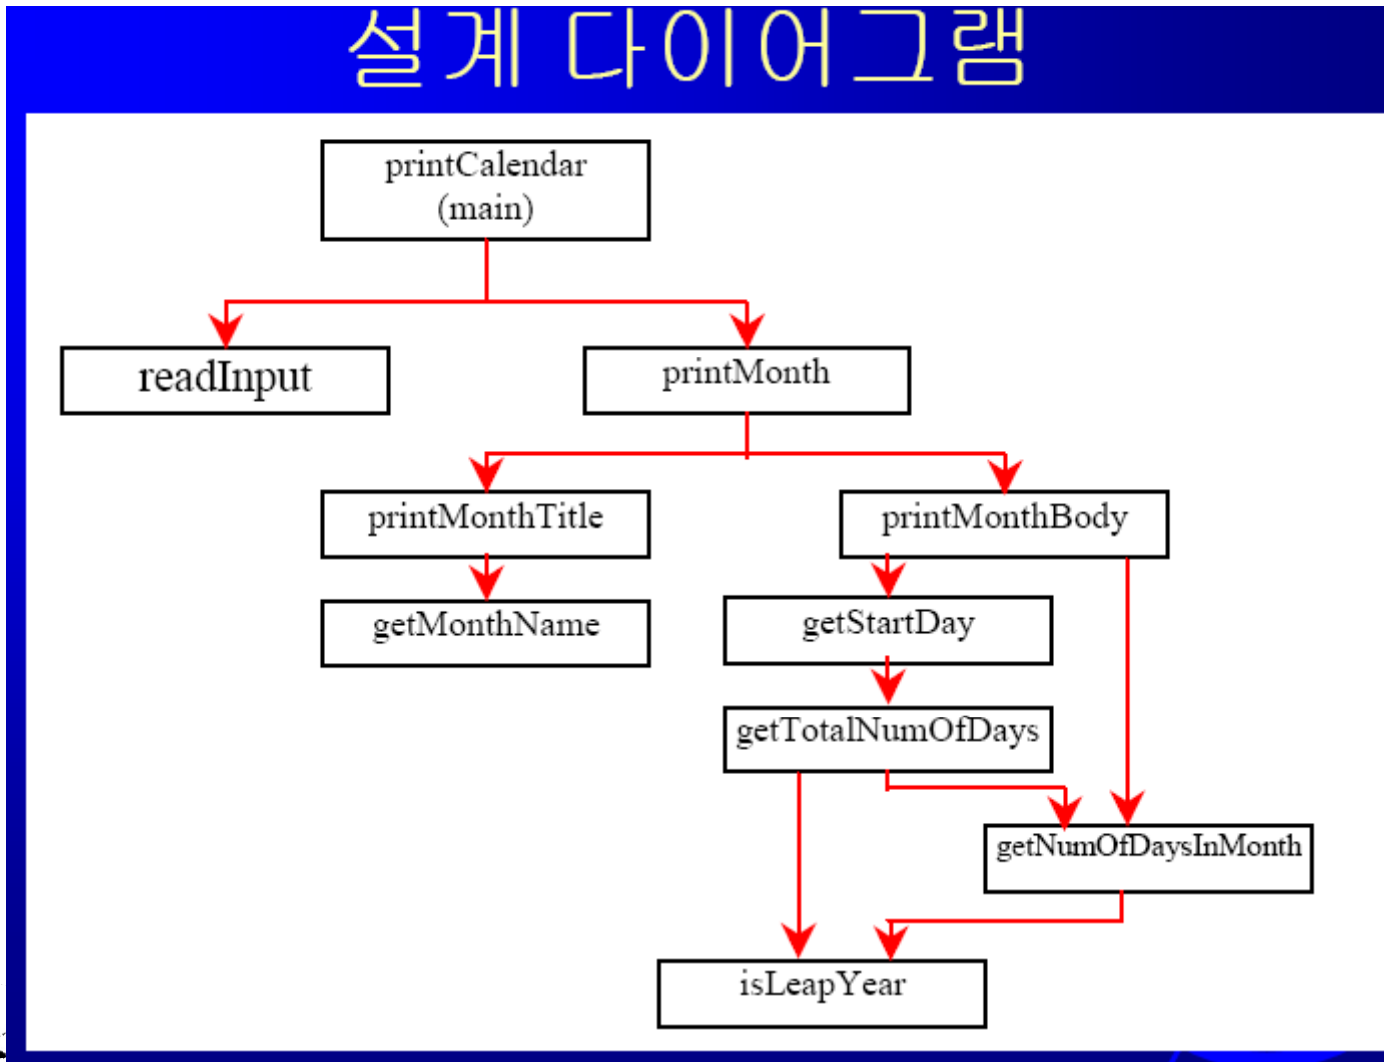 설계 다이어그램
printCalendar
(main)
readInput
printMonth
printMonthTitle
printMonthBody
getMonthName
getStartDay
getTotalNumOfDays
getNumOfDaysInMonth
isLeapYear